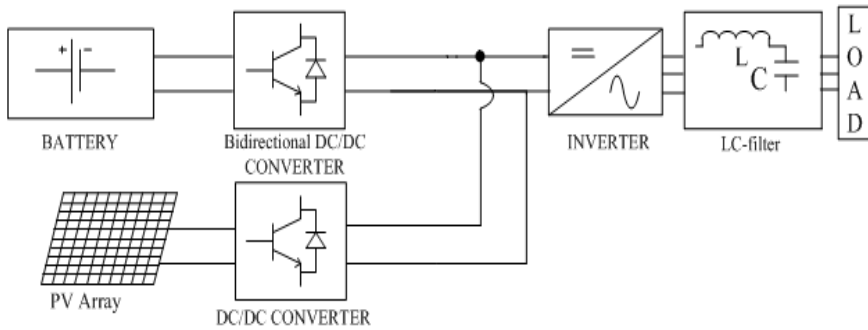 BATTERY
Bidirectional DC/DC
CONVERTER
INVERTER
L
C
LC-filter
L
O
A
D
PV Array
DC/DC CONVERTER